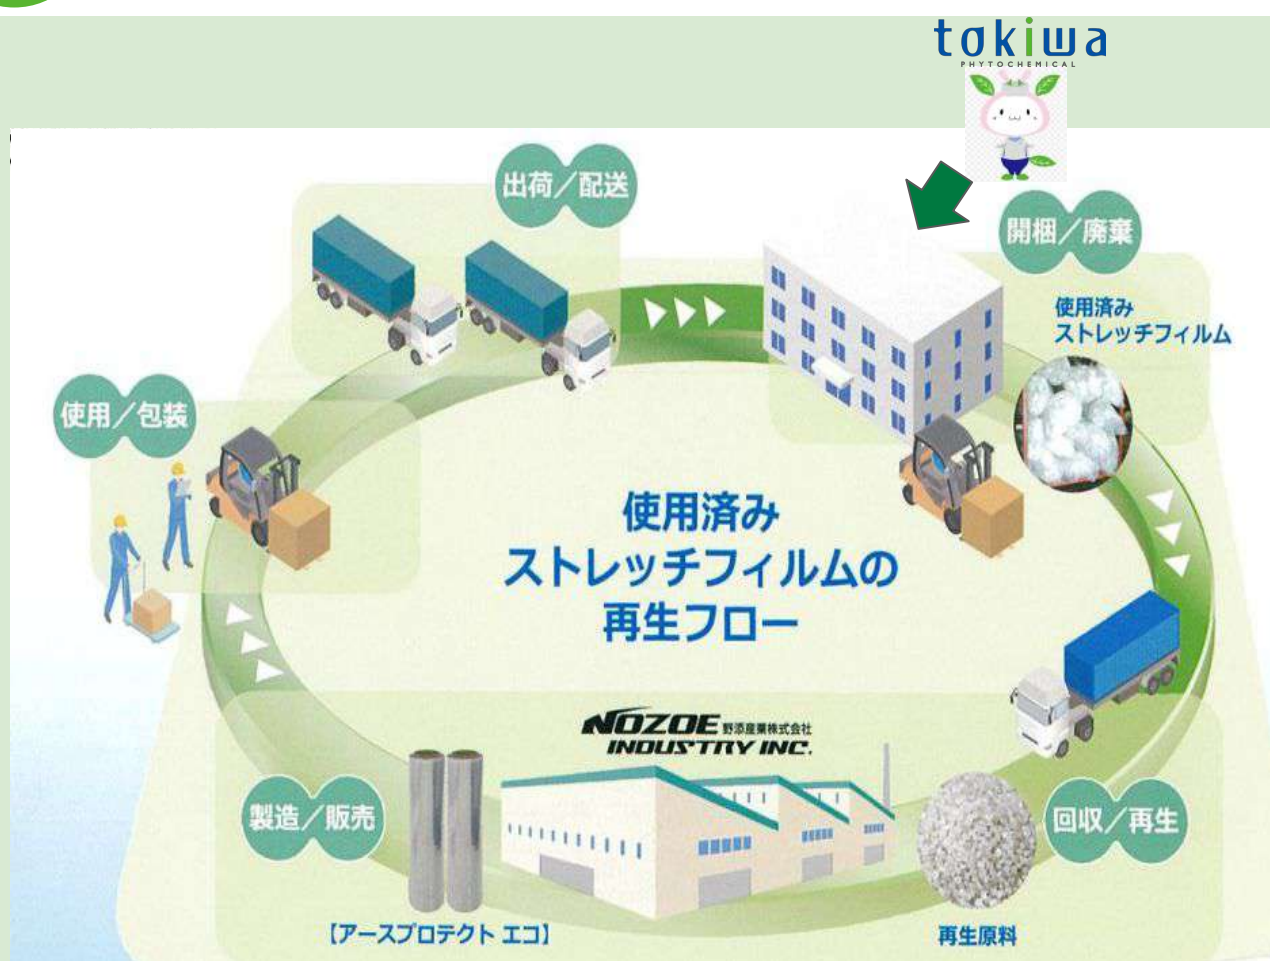 tokiwa
PHYTOCHEMICAL
出荷／配送
開梱／廃棄
使用済み
ストレッチフィルム
使用／包装
使用済み
ストレッチフィルムの
再生フロー
NOZOE 野添産業株式会社
INDUSTRY INC.
製造／販売
回収／再生
【アースプロテクト エコ】
再生原料